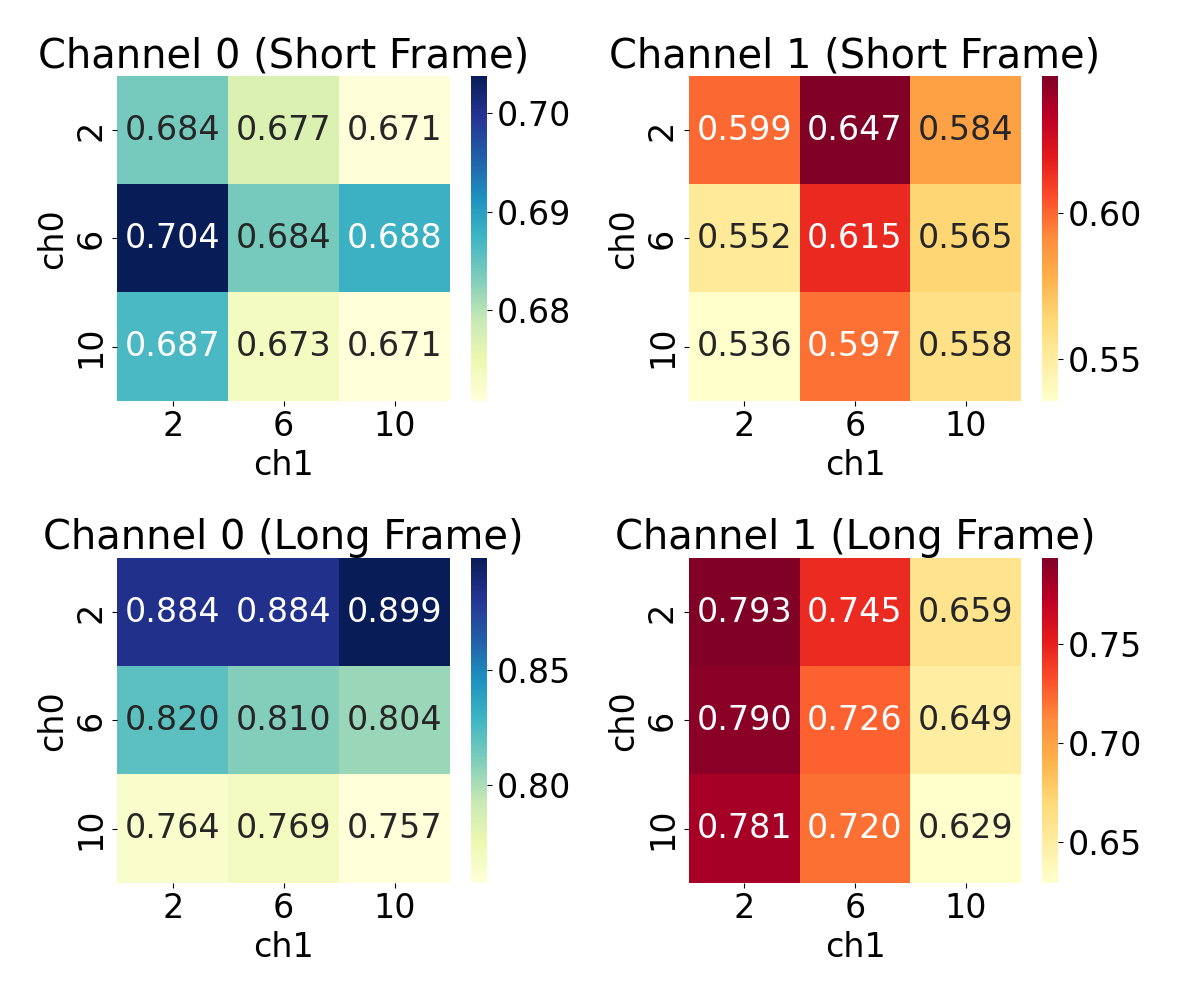 Channel 0 (Short Frame)
ch0
2 0.684 0.677 0.671
6 0.704 0.684 0.688
10 0.687 0.673 0.671
2 6 10
ch1
0.70
0.69
0.68
Channel 1 (Short Frame)
ch0
2 0.599 0.647 0.584
6 0.552 0.615 0.565
10 0.536 0.597 0.558
2 6 10
ch1
0.60
0.55
Channel 0 (Long Frame)
ch0
2 0.884 0.884 0.899
6 0.820 0.810 0.804
10 0.764 0.769 0.757
2 6 10
ch1
0.85
0.80
Channel 1 (Long Frame)
ch0
2 0.793 0.745 0.659
6 0.790 0.726 0.649
10 0.781 0.720 0.629
2 6 10
ch1
0.75
0.70
0.65